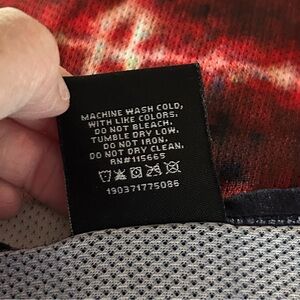 MACHINE WASH COLD,
WITH LIKE COLORS.
DO NOT BLEACH.
TUMBLE DRY LOW.
DO NOT IRON.
DO NOT DRY CLEAN.
RN#115665
190371775086